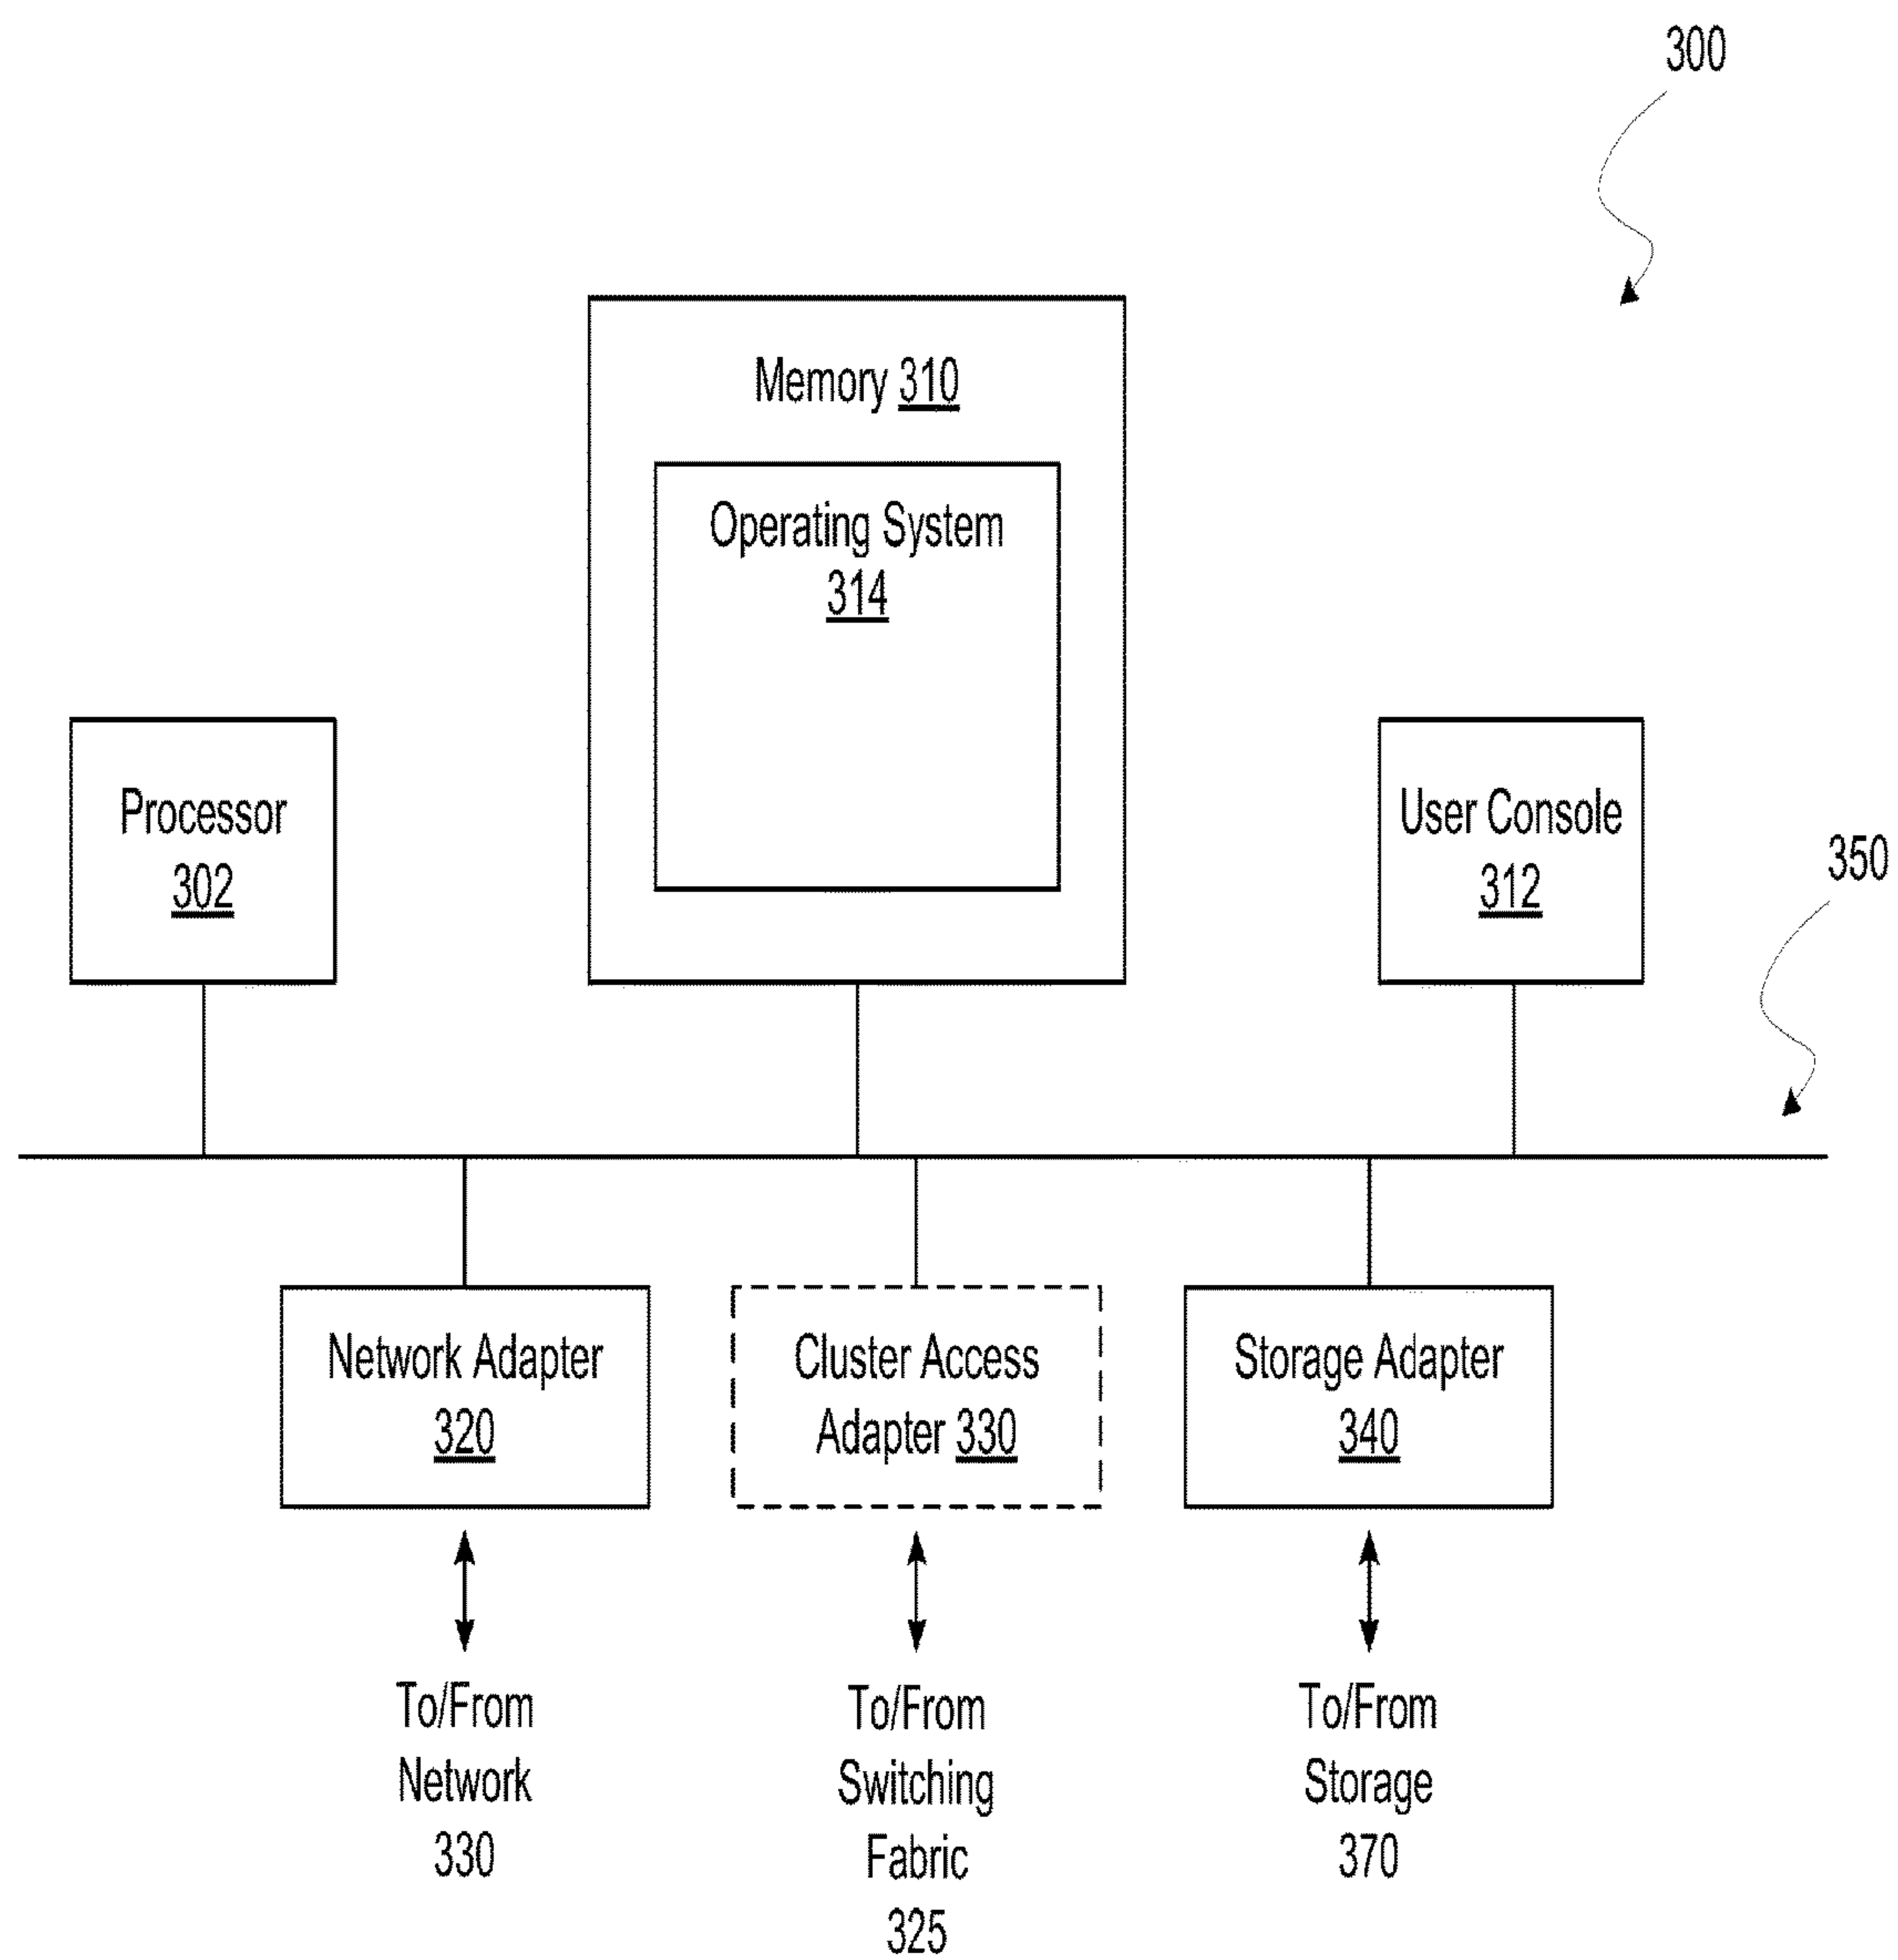 300
Memory 310
Operating System
314
Processor
302
User Console
312
350
Network Adapter
320
Cluster Access
Adapter 330
Storage Adapter
340
To/From
Network
330
To/From
Switching
Fabric
325
To/From
Storage
370